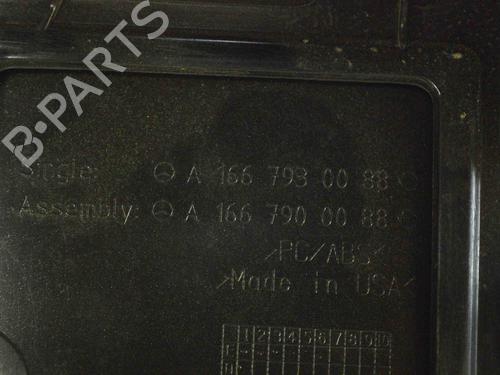 B·PARTS
Single: A 166 793 00 88
Assembly: A 166 790 00 88
>PC/ABS<
>Made in USA<
1 2 3 4 5 6 7 8 9 10